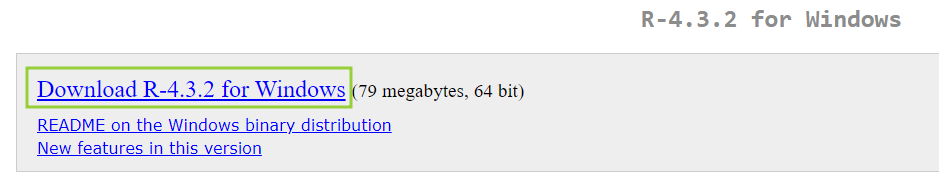 R-4.3.2 for Windows
Download R-4.3.2 for Windows (79 megabytes, 64 bit)
README on the Windows binary distribution
New features in this version